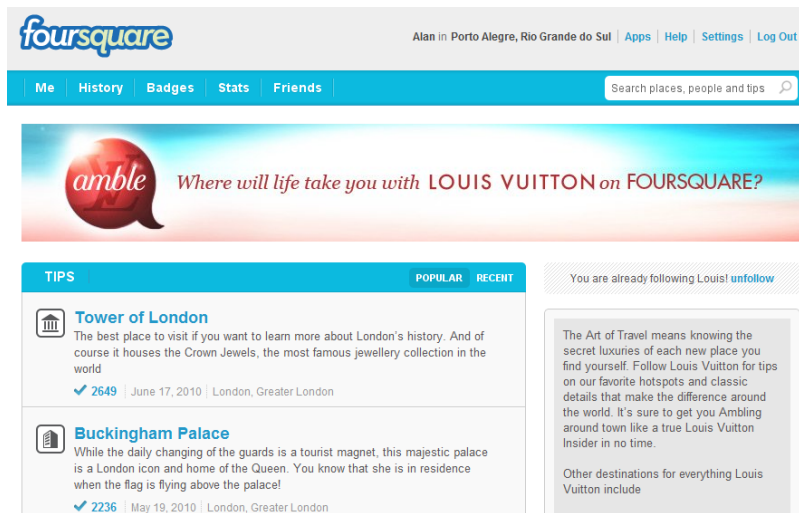 foursquare
Alan in Porto Alegre, Rio Grande do Sul | Apps | Help | Settings | Log Out
Me | History | Badges | Stats | Friends
Search places, people and tips
amble
Where will life take you with LOUIS VUITTON on FOURSQUARE?
TIPS
POPULAR RECENT
You are already following Louis! unfollow
Tower of London
The best place to visit if you want to learn more about London's history. And of
course it houses the Crown Jewels, the most famous jewellery collection in the
world
2649 | June 17, 2010 | London, Greater London
Buckingham Palace
While the daily changing of the guards is a tourist magnet, this majestic palace
is a London icon and home of the Queen. You know that she is in residence
when the flag is flying above the palace!
2236 | May 19, 2010 | London, Greater London
The Art of Travel means knowing the
secret luxuries of each new place you
find yourself. Follow Louis Vuitton for tips
on our favorite hotspots and classic
details that make the difference around
the world. It's sure to get you Ambling
around town like a true Louis Vuitton
Insider in no time.
Other destinations for everything Louis
Vuitton include